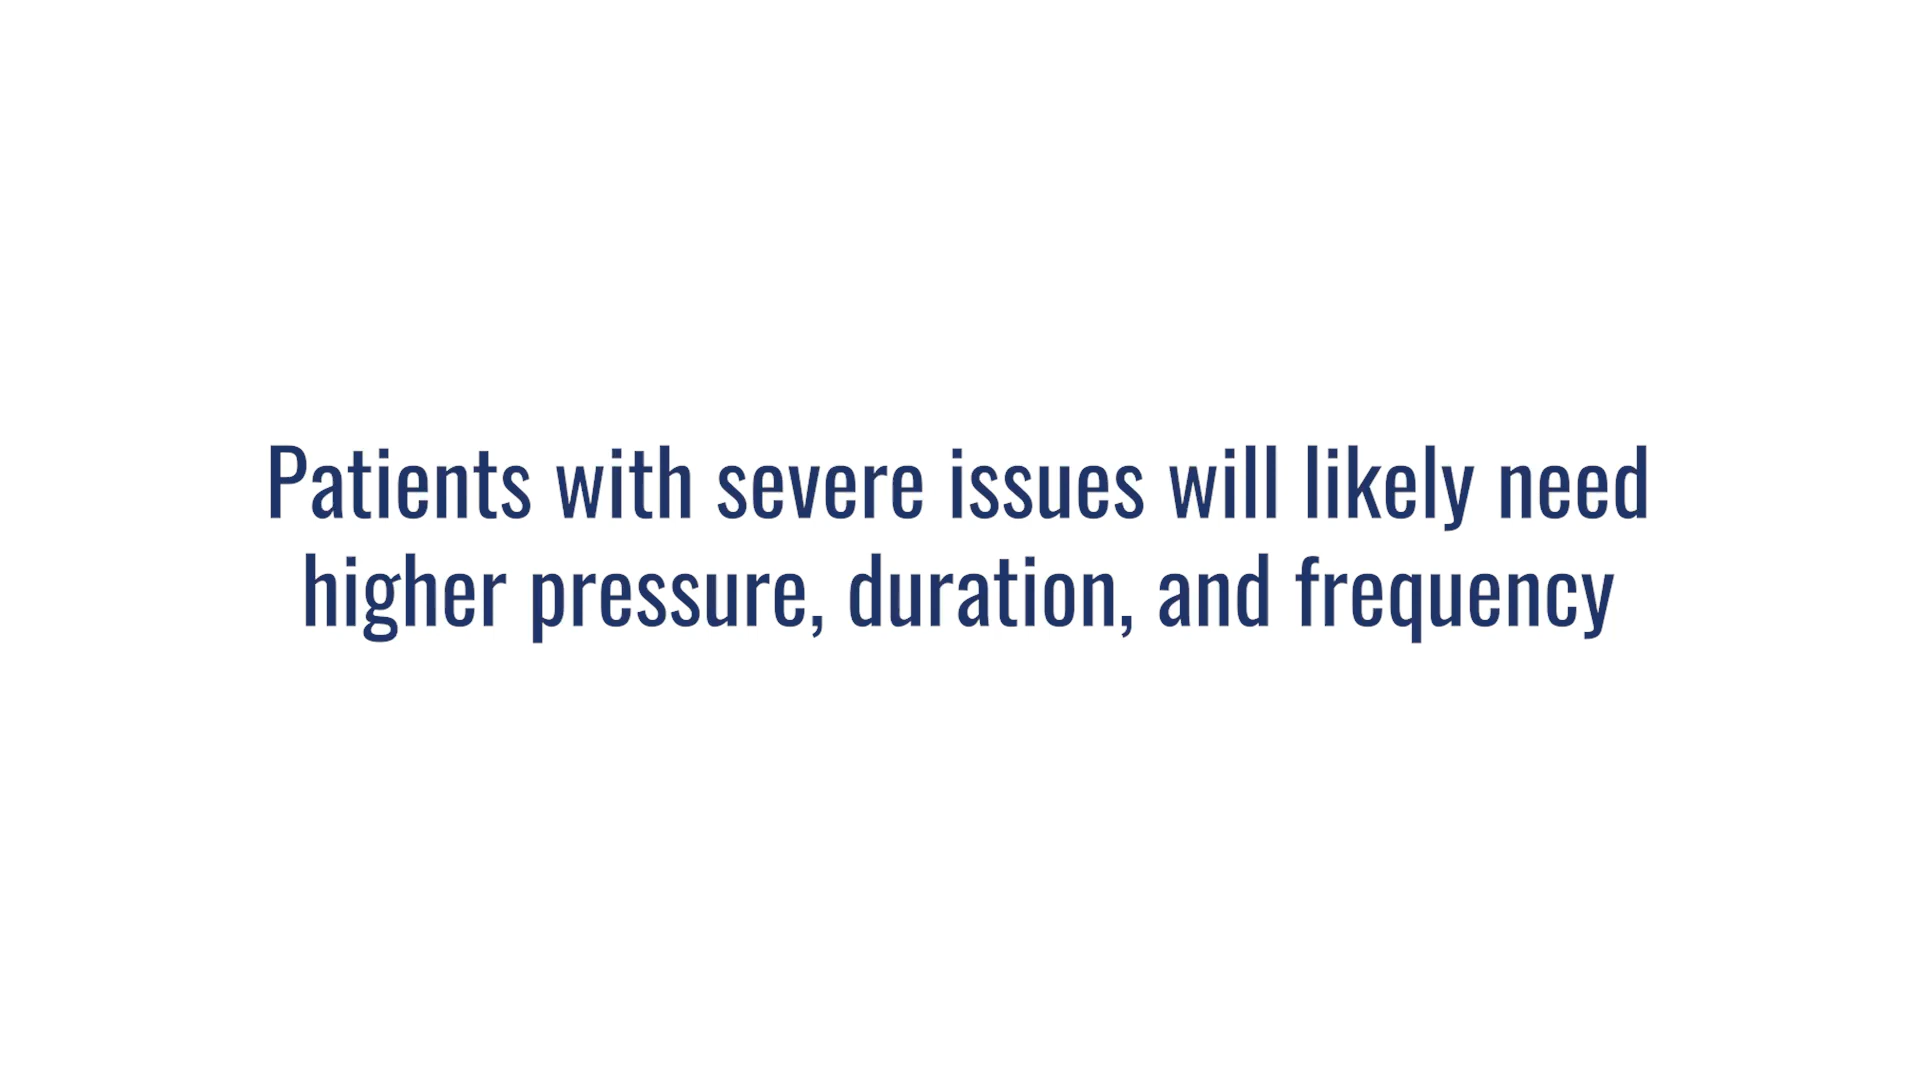 Patients with severe issues will likely need
higher pressure, duration, and frequency